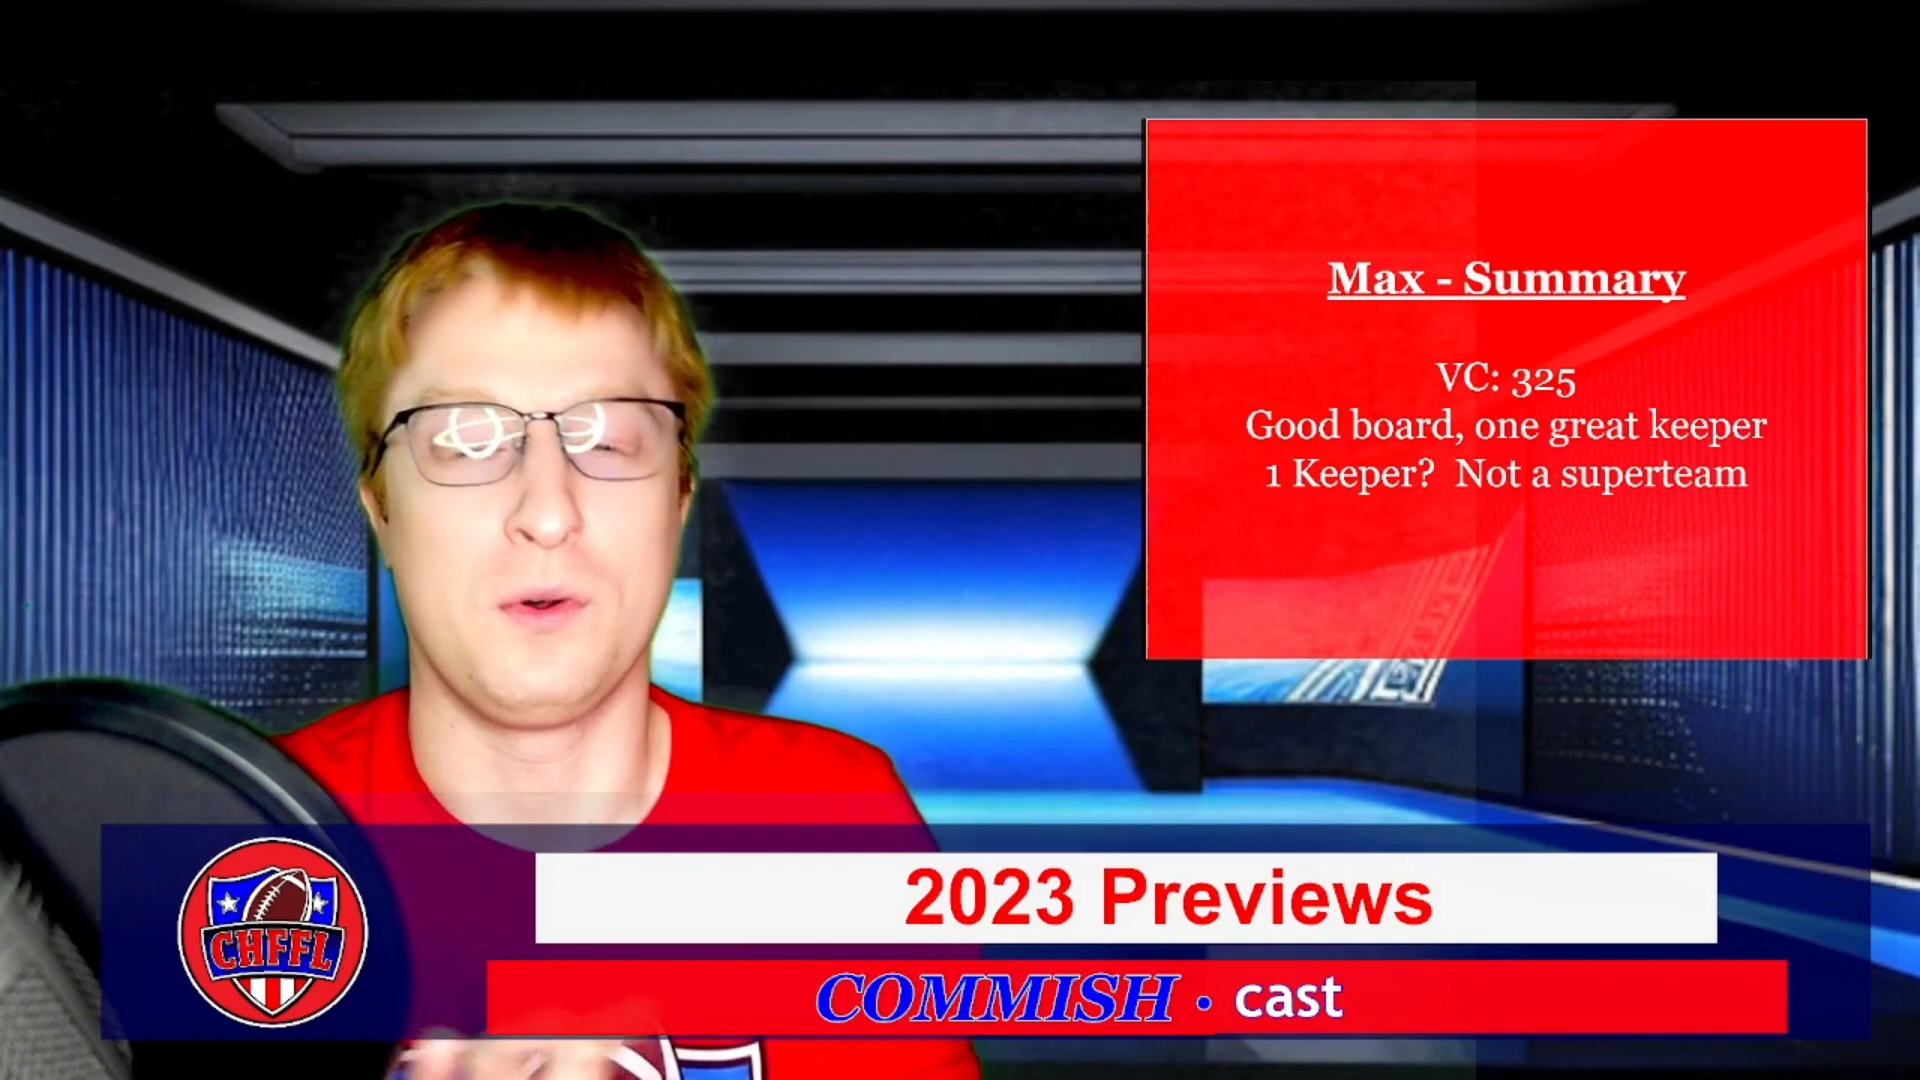 Max - Summary
VC: 325
Good board, one great keeper
1 Keeper?  Not a superteam
2023 Previews
CHFFL
COMMISH • cast